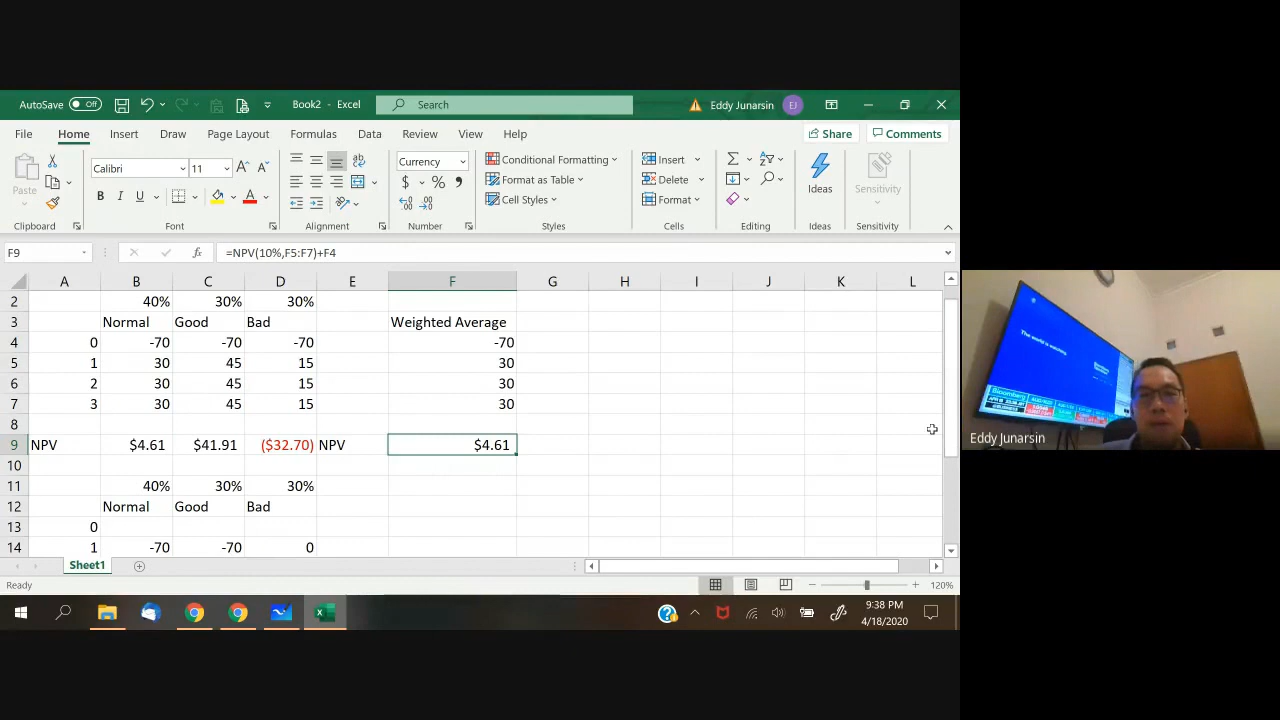 AutoSave Off Book2 - Excel Search Eddy Junarsin EJ
File Home Insert Draw Page Layout Formulas Data Review View Help Share Comments
Paste Calibri 11 Currency Conditional Formatting Insert Ideas Sensitivity
B I U A $ % Format as Table Delete
Cell Styles Format
Clipboard Font Alignment Number Styles Cells Editing Ideas Sensitivity
F9 fx =NPV(10%,F5:F7)+F4
A B C D E F G H I J K L
2 40% 30% 30%
3 Normal Good Bad Weighted Average
4 0 -70 -70 -70 -70
5 1 30 45 15 30
6 2 30 45 15 30
7 3 30 45 15 30
8
9 NPV $4.61 $41.91 ($32.70) NPV $4.61
10
11 40% 30% 30%
12 Normal Good Bad
13 0
14 1 -70 -70 0
Sheet1
Ready 120%
9:38 PM
4/18/2020
The world is watching
Bloomberg
Eddy Junarsin